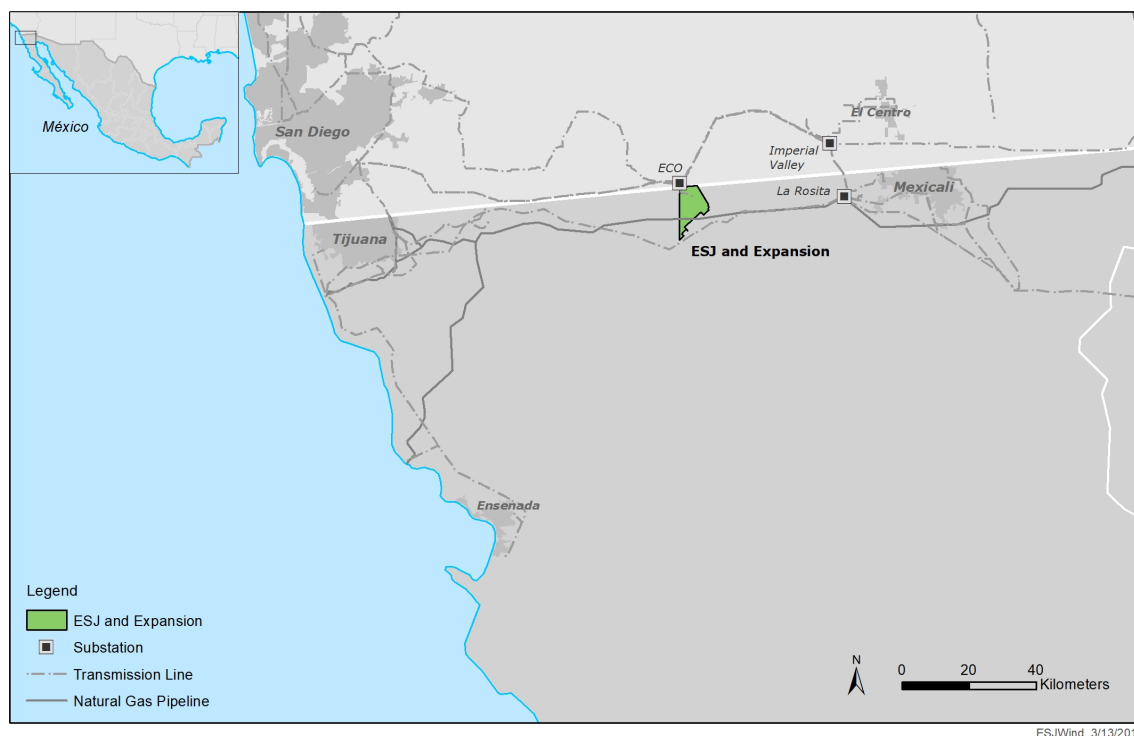 México
San Diego
El Centro
Imperial
Valley
ECO
La Rosita
Mexicali
Tijuana
ESJ and Expansion
Ensenada
Legend
ESJ and Expansion
Substation
Transmission Line
Natural Gas Pipeline
N
0 20 40
Kilometers